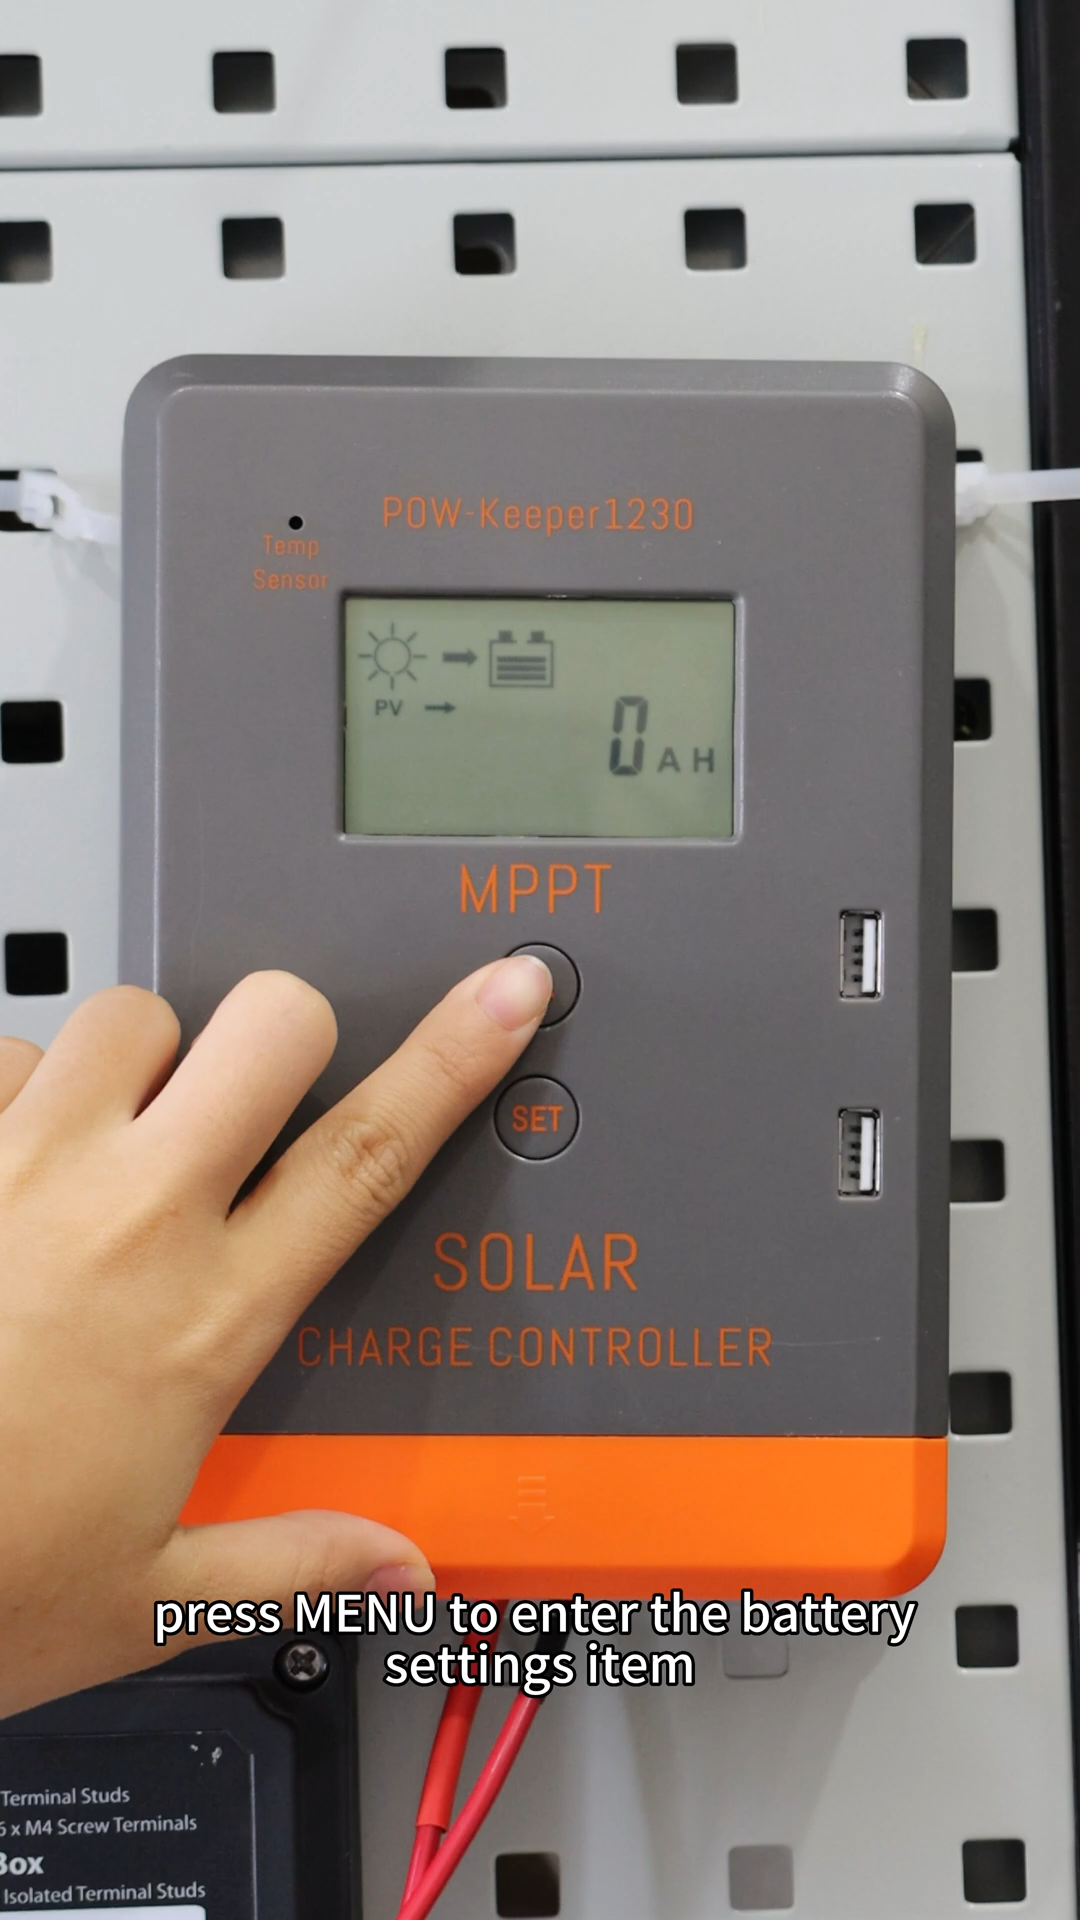 POW-Keeper1230
Temp
Sensor
PV
0 AH
MPPT
SET
SOLAR
CHARGE CONTROLLER
press MENU to enter the battery
settings item
Terminal Studs
6 x M4 Screw Terminals
Box
Isolated Terminal Studs